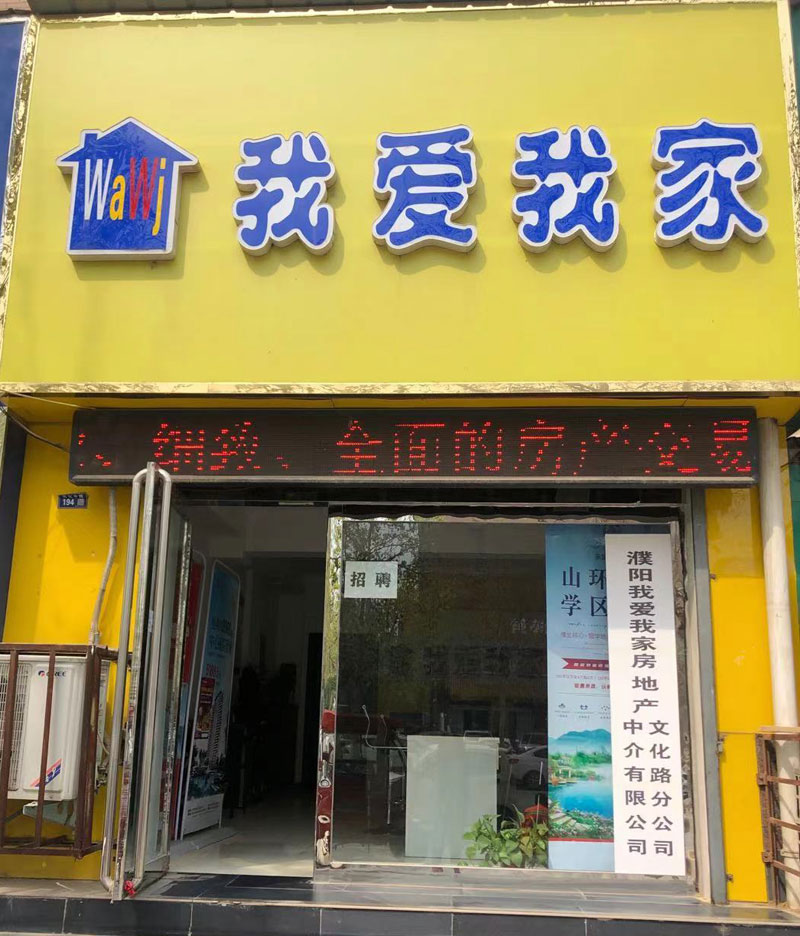 WaWj 我爱我家
全面的房产交易
194
招聘
山环
学区
濮阳我爱我家房地产
中介有限公司
文化路分公司